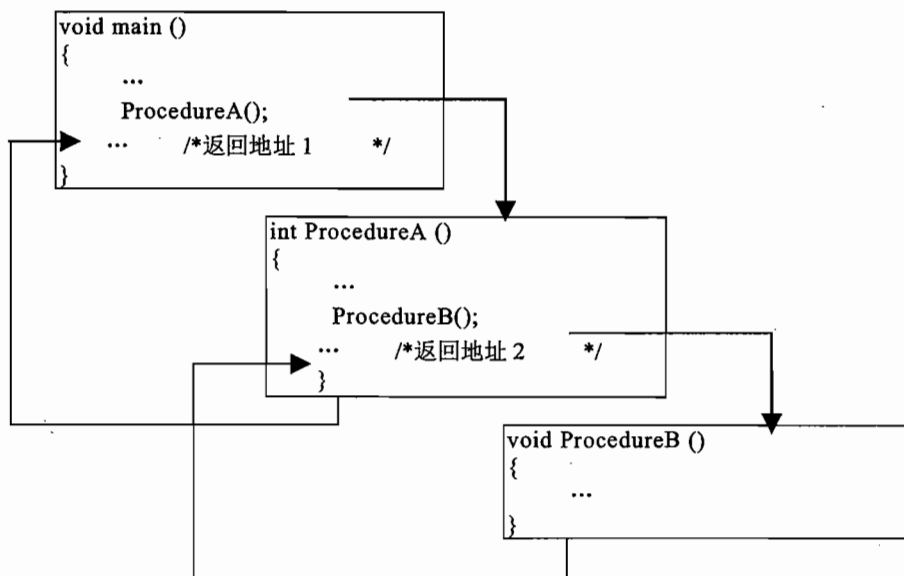 void main ()
{
...
ProcedureA();
... /*返回地址 1 */
}
int ProcedureA ()
{
...
ProcedureB();
... /*返回地址 2 */
}
void ProcedureB ()
{
...
}